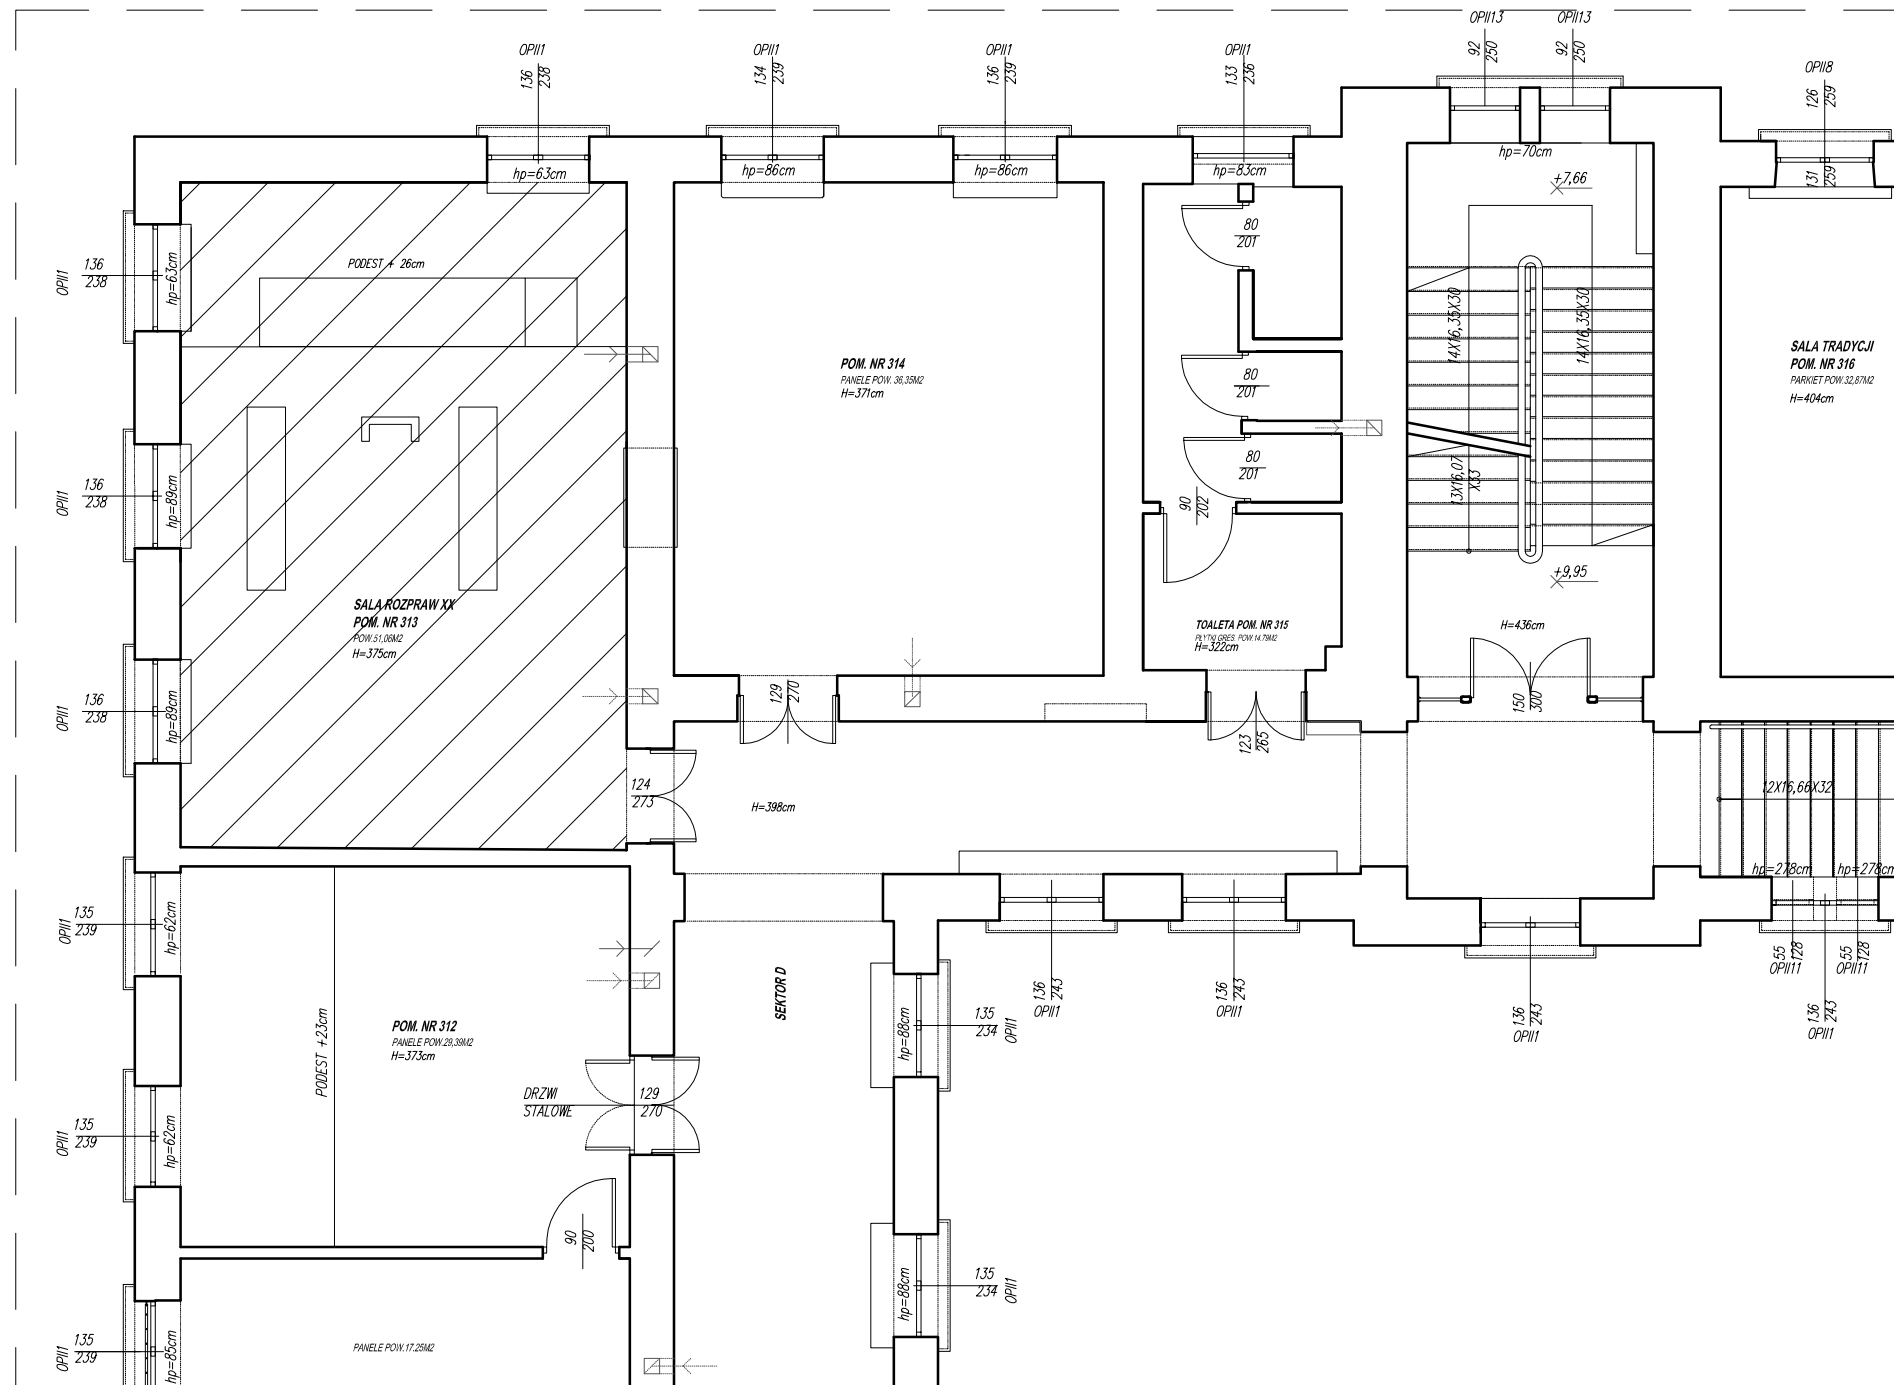 OPII1
136
238
OPII1
134
239
OPII1
136
239
OPII1
133
236
OPII13
92
250
OPII13
92
250
OPII8
126
259
hp=63cm
hp=86cm
hp=86cm
hp=83cm
hp=70cm
131
259
+7,66
OPII1
136
238
hp=63cm
PODEST + 26cm
80
201
14X16,35X30
14X16,35X30
POM. NR 314
PANELE POW. 36,35M2
H=371cm
80
201
SALA TRADYCJI
POM. NR 316
PARKIET POW.32,87M2
H=404cm
OPII1
136
238
hp=89cm
80
201
90
202
13X16,07
X33
+9,95
SALA ROZPRAW XX
POM. NR 313
POW.51,06M2
H=375cm
TOALETA POM. NR 315
PŁYTKI GRES. POW.14.79M2
H=322cm
H=436cm
OPII1
136
238
hp=89cm
129
270
123
265
150
300
124
273
H=398cm
12X16,66X32
hp=278cm
hp=278cm
OPII1
135
239
hp=62cm
SEKTOR D
135
234
OPII1
hp=88cm
136
243
OPII1
136
243
OPII1
136
243
OPII1
55
128
OPII11
55
128
OPII11
136
243
OPII1
PODEST +23cm
POM. NR 312
PANELE POW.29,39M2
H=373cm
DRZWI
STALOWE
129
270
OPII1
135
239
hp=62cm
90
200
135
234
OPII1
hp=88cm
OPII1
135
239
hp=85cm
PANELE POW.17.25M2